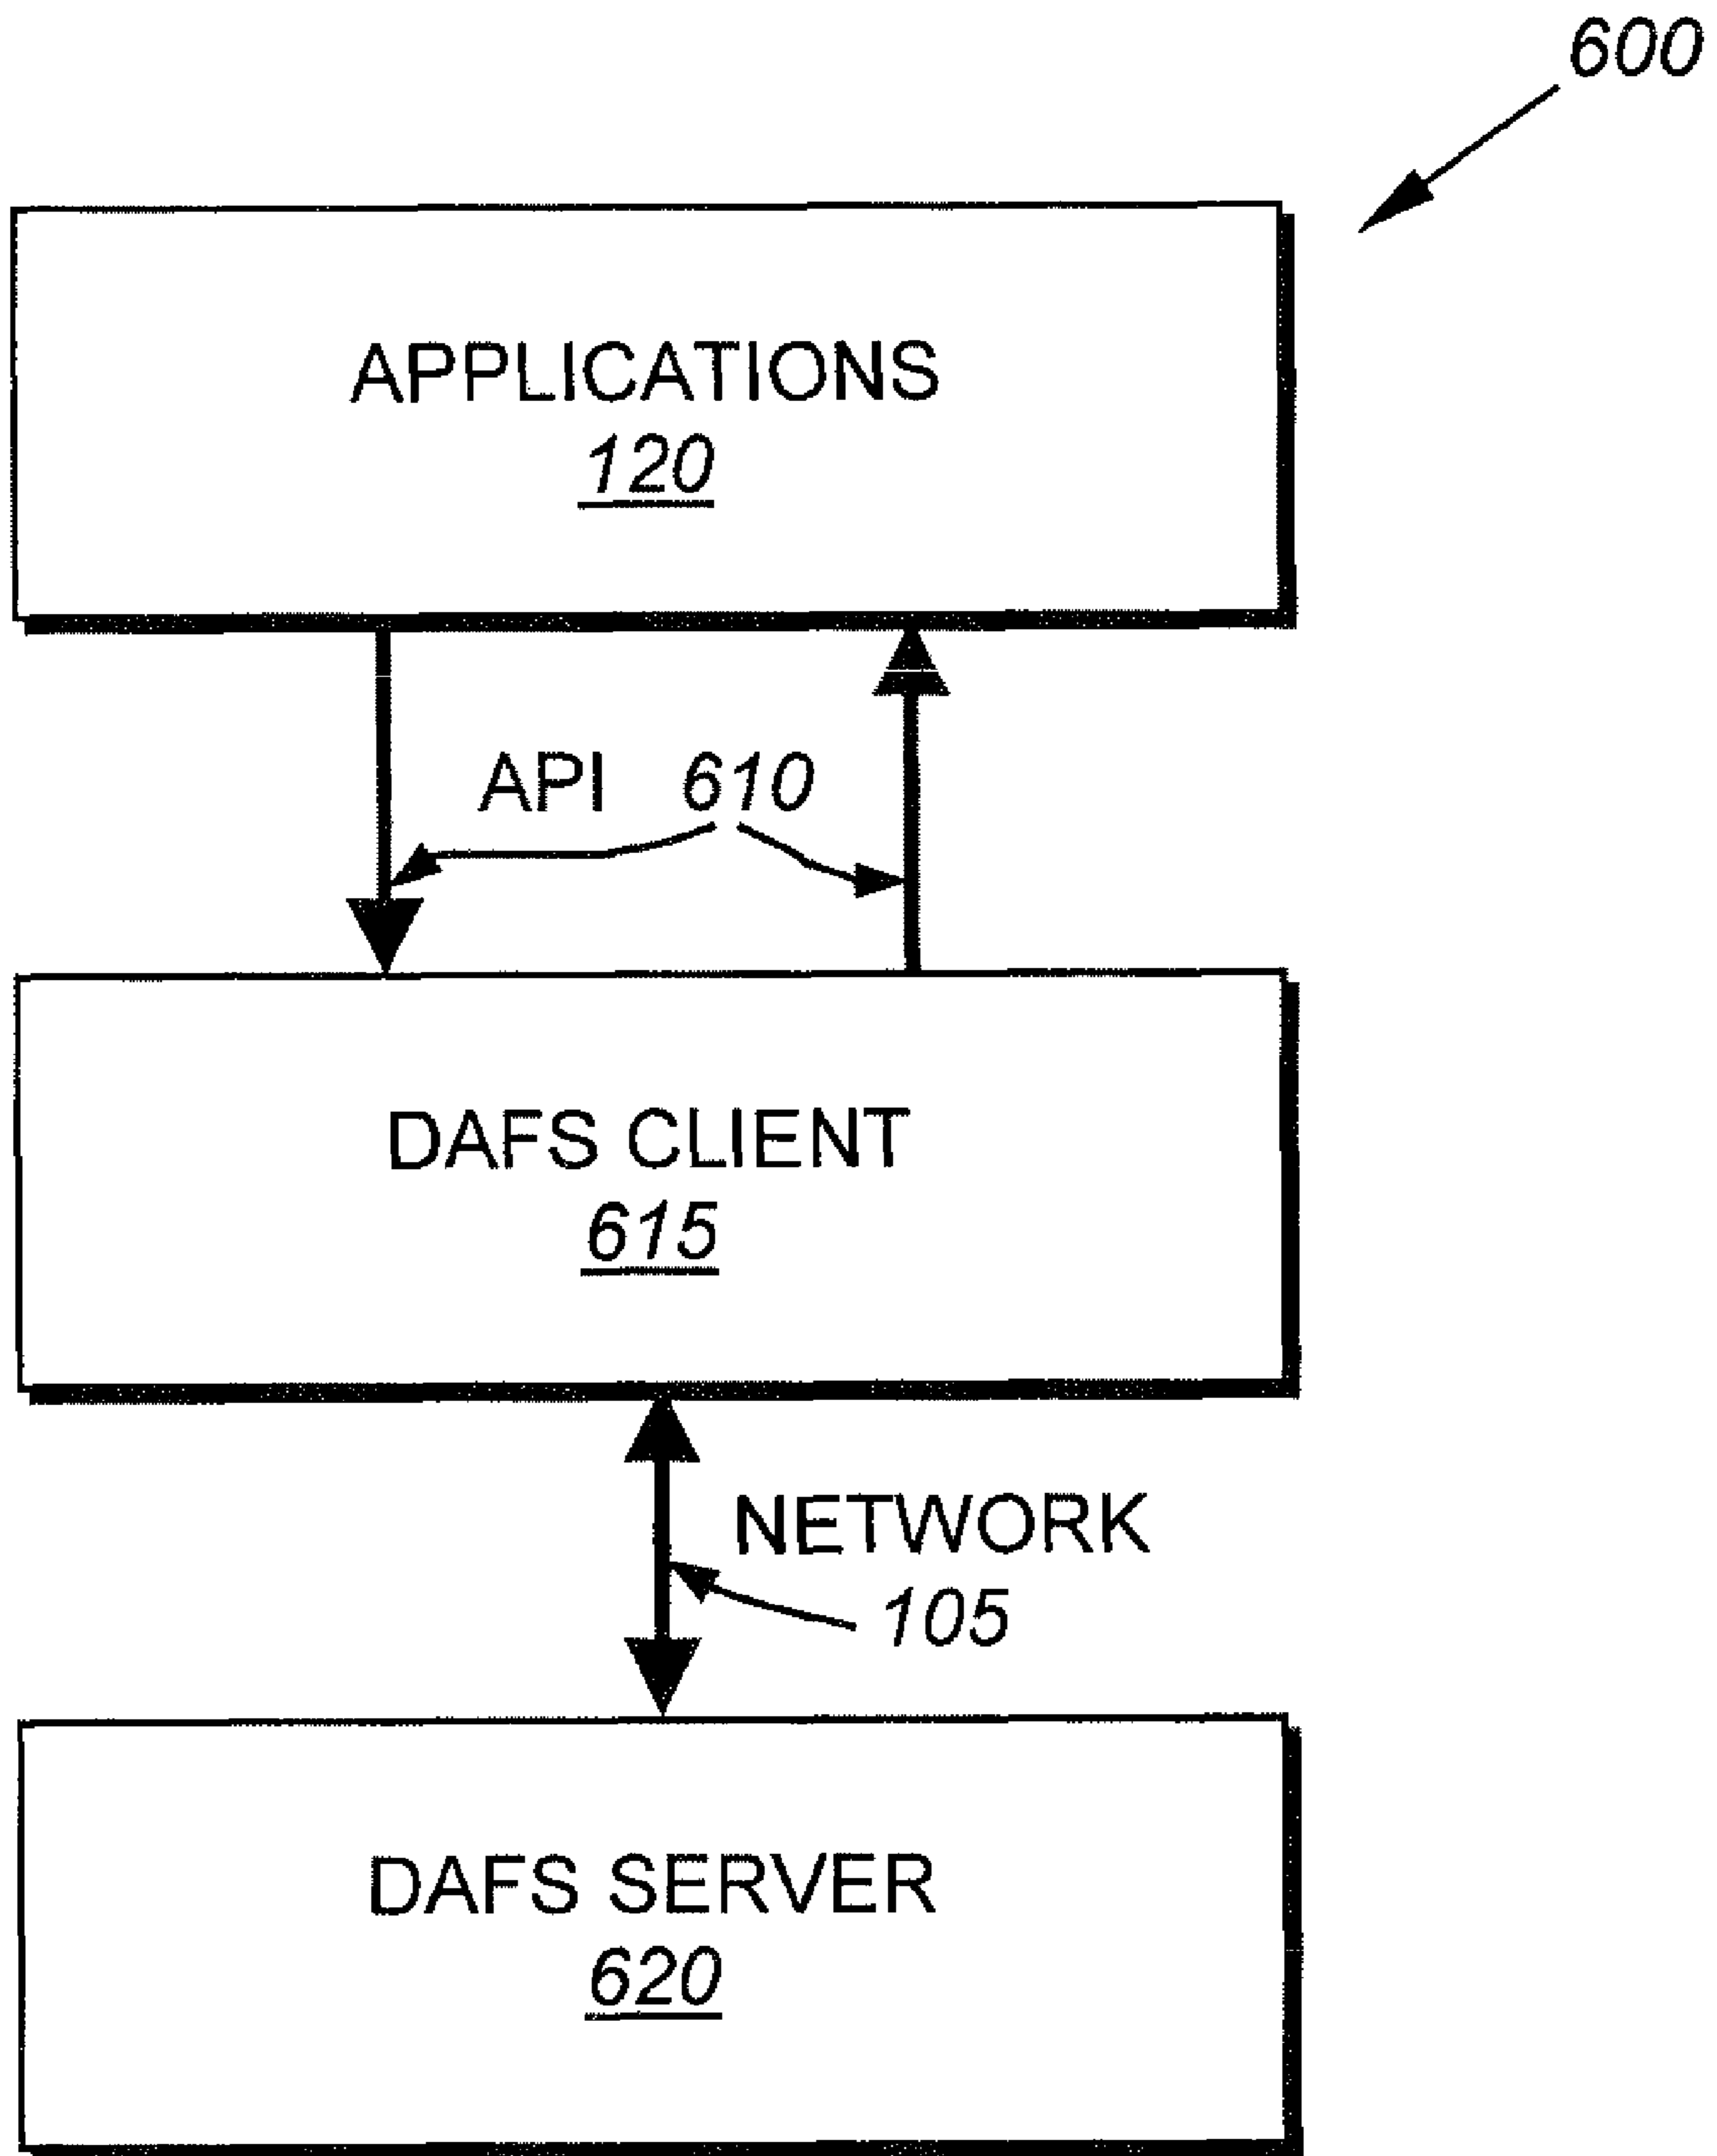 600
APPLICATIONS
120
API 610
DAFS CLIENT
615
NETWORK
105
DAFS SERVER
620